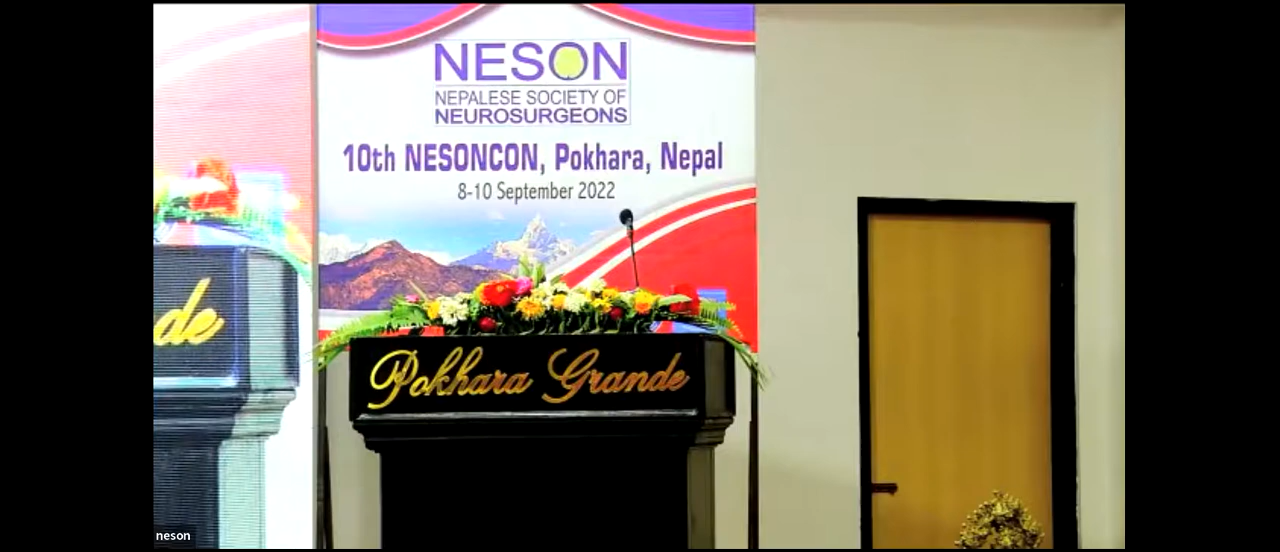 NESON
NEPALESE SOCIETY OF
NEUROSURGEONS
10th NESONCON, Pokhara, Nepal
8-10 September 2022
de
Pokhara Grande
neson